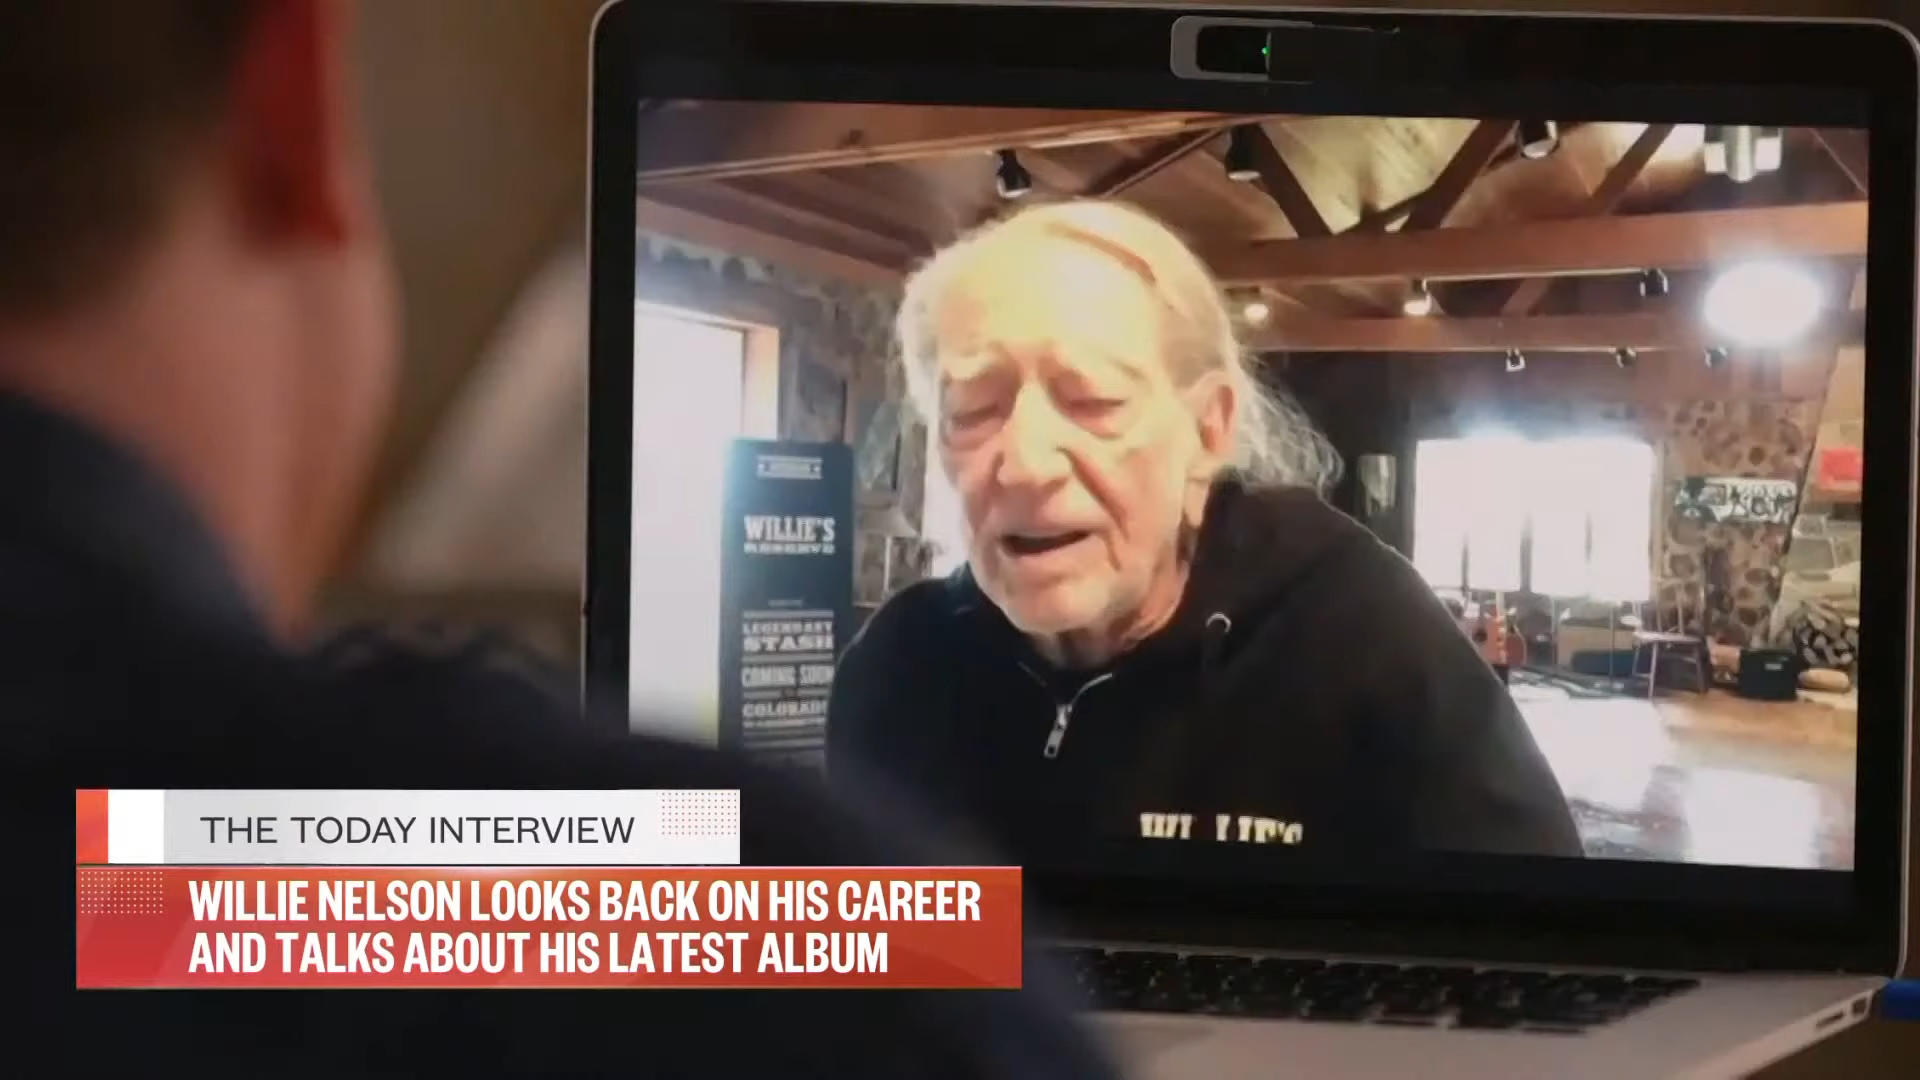 WILLIE'S
RESERVE
LEGENDARY
STASH
COMING SOON
COLORADO
WILLIE'S
THE TODAY INTERVIEW
WILLIE NELSON LOOKS BACK ON HIS CAREER
AND TALKS ABOUT HIS LATEST ALBUM